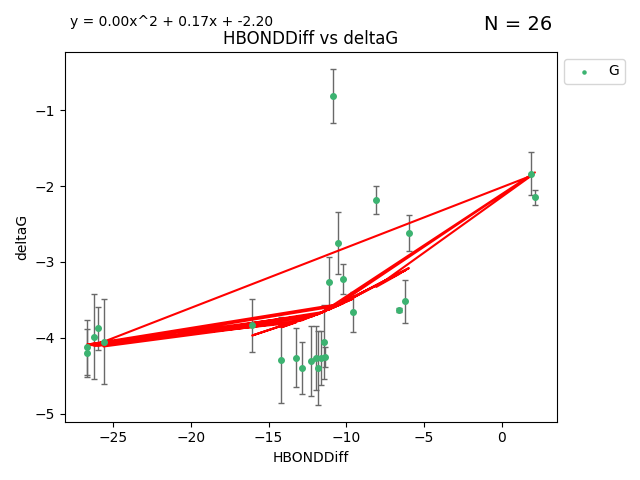 y = 0.00x^2 + 0.17x + -2.20
N = 26
HBONDDiff vs deltaG
G
deltaG
−1
−2
−3
−4
−5
−25
−20
−15
−10
−5
0
HBONDDiff